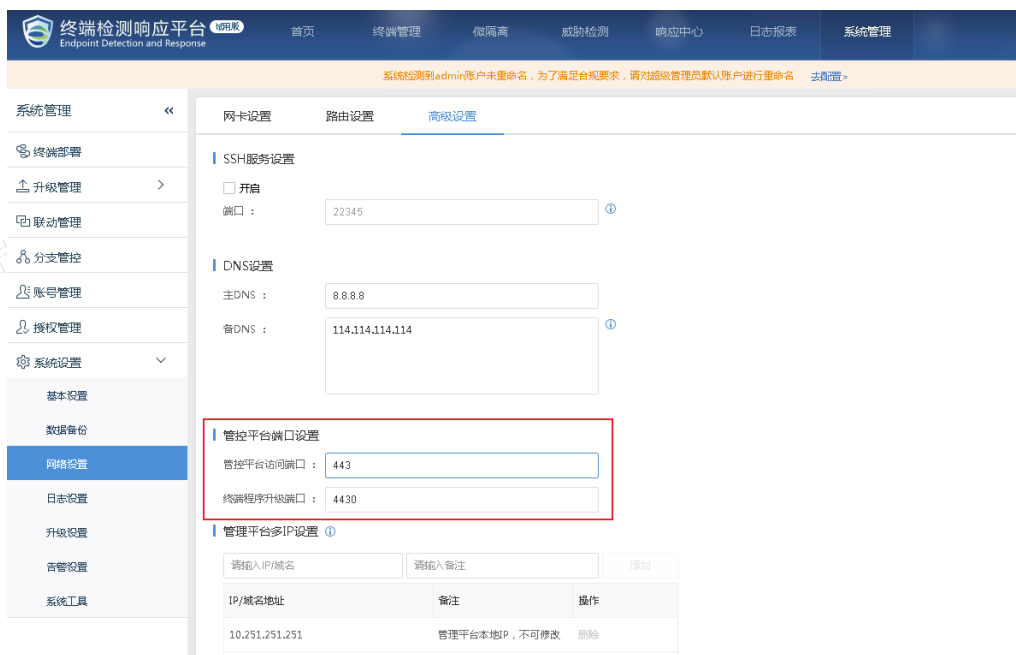 终端检测响应平台 试用版
Endpoint Detection and Response
首页 终端管理 微隔离 威胁检测 响应中心 日志报表 系统管理
系统检测到admin账户未重命名，为了满足合规要求，请对超级管理员默认账户进行重命名 去配置>
系统管理 «
终端部署
升级管理
联动管理
分支管控
账号管理
授权管理
系统设置
基本设置
数据备份
网络设置
日志设置
升级设置
告警设置
系统工具
网卡设置 路由设置 高级设置
SSH服务设置
开启
端口： 22345
DNS设置
主DNS： 8.8.8.8
备DNS： 114.114.114.114
管控平台端口设置
管控平台访问端口： 443
终端程序升级端口： 4430
管理平台多IP设置
请输入IP/域名 请输入备注 添加
IP/域名地址 备注 操作
10.251.251.251 管理平台本地IP，不可修改 删除